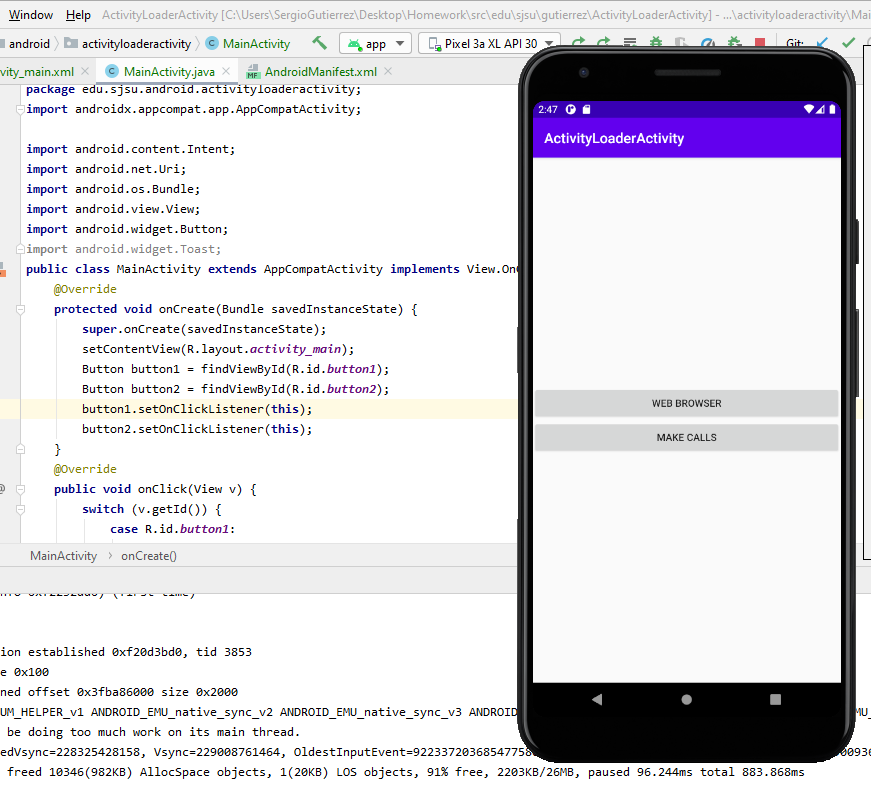 Window Help ActivityLoaderActivity [C:\Users\SergioGutierrez\Desktop\Homework\src\edu\sjsu\gutierrez\ActivityLoaderActivity] - ...\activityloaderactivity\Mai
android activityloaderactivity MainActivity app Pixel 3a XL API 30 Git:
vity_main.xml MainActivity.java AndroidManifest.xml
package edu.sjsu.android.activityloaderactivity;
import androidx.appcompat.app.AppCompatActivity;
import android.content.Intent;
import android.net.Uri;
import android.os.Bundle;
import android.view.View;
import android.widget.Button;
import android.widget.Toast;
public class MainActivity extends AppCompatActivity implements View.OnC
@Override
protected void onCreate(Bundle savedInstanceState) {
super.onCreate(savedInstanceState);
setContentView(R.layout.activity_main);
Button button1 = findViewById(R.id.button1);
Button button2 = findViewById(R.id.button2);
button1.setOnClickListener(this);
button2.setOnClickListener(this);
}
@Override
public void onClick(View v) {
switch (v.getId()) {
case R.id.button1:
MainActivity › onCreate()
(first time)
ion established 0xf20d3bd0, tid 3853
e 0x100
ned offset 0x3fba86000 size 0x2000
UM_HELPER_v1 ANDROID_EMU_native_sync_v2 ANDROID_EMU_native_sync_v3 ANDROID
be doing too much work on its main thread.
edVsync=228325428158, Vsync=229008761464, OldestInputEvent=9223372036854775
freed 10346(982KB) AllocSpace objects, 1(20KB) LOS objects, 91% free, 2203KB/26MB, paused 96.244ms total 883.868ms
2:47
ActivityLoaderActivity
WEB BROWSER
MAKE CALLS